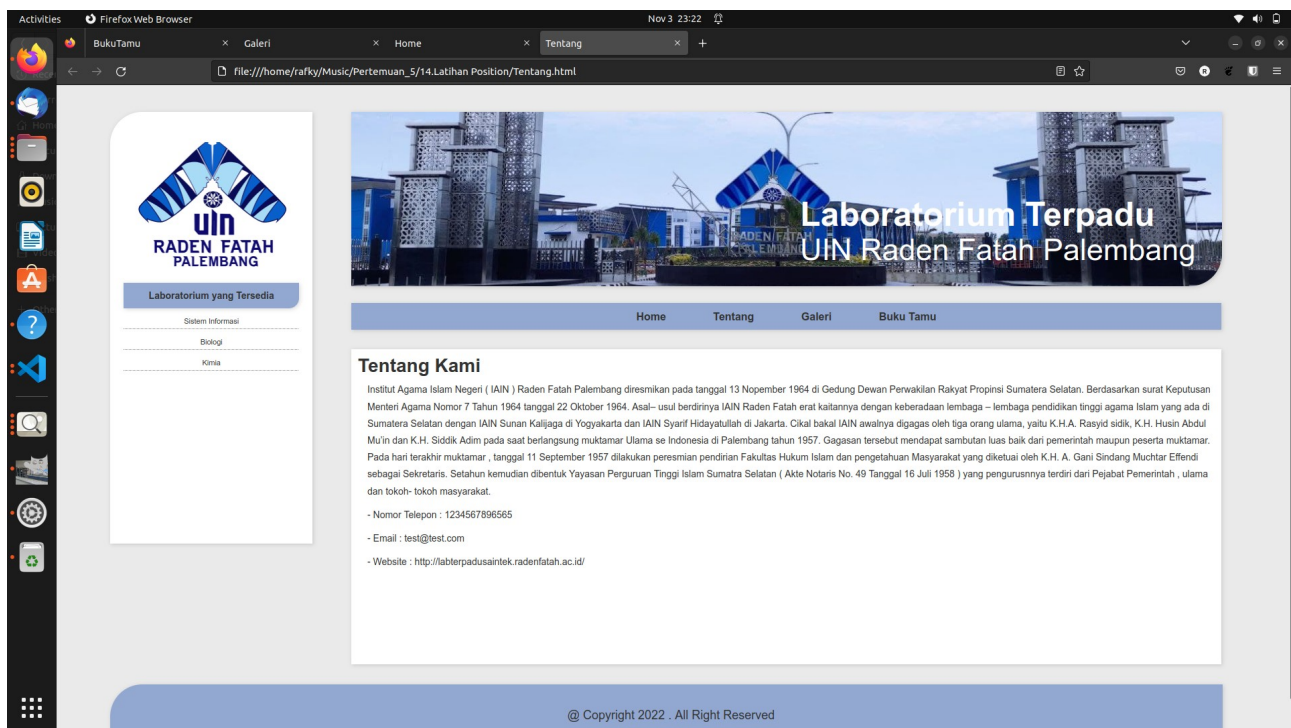 Activities
Firefox Web Browser
Nov 3 23:22
BukuTamu
Galeri
Home
Tentang
file:///home/rafky/Music/Pertemuan_5/14.Latihan Position/Tentang.html
uin
RADEN FATAH
PALEMBANG
Laboratorium yang Tersedia
Sistem Informasi
Biologi
Kimia
Laboratorium Terpadu
UIN Raden Fatah Palembang
Home
Tentang
Galeri
Buku Tamu
Tentang Kami
Institut Agama Islam Negeri ( IAIN ) Raden Fatah Palembang diresmikan pada tanggal 13 Nopember 1964 di Gedung Dewan Perwakilan Rakyat Propinsi Sumatera Selatan. Berdasarkan surat Keputusan
Menteri Agama Nomor 7 Tahun 1964 tanggal 22 Oktober 1964. Asal– usul berdirinya IAIN Raden Fatah erat kaitannya dengan keberadaan lembaga – lembaga pendidikan tinggi agama Islam yang ada di
Sumatera Selatan dengan IAIN Sunan Kalijaga di Yogyakarta dan IAIN Syarif Hidayatullah di Jakarta. Cikal bakal IAIN awalnya digagas oleh tiga orang ulama, yaitu K.H.A. Rasyid sidik, K.H. Husin Abdul
Mu'in dan K.H. Siddik Adim pada saat berlangsung muktamar Ulama se Indonesia di Palembang tahun 1957. Gagasan tersebut mendapat sambutan luas baik dari pemerintah maupun peserta muktamar.
Pada hari terakhir muktamar , tanggal 11 September 1957 dilakukan peresmian pendirian Fakultas Hukum Islam dan pengetahuan Masyarakat yang diketuai oleh K.H. A. Gani Sindang Muchtar Effendi
sebagai Sekretaris. Setahun kemudian dibentuk Yayasan Perguruan Tinggi Islam Sumatra Selatan ( Akte Notaris No. 49 Tanggal 16 Juli 1958 ) yang pengurusnnya terdiri dari Pejabat Pemerintah , ulama
dan tokoh- tokoh masyarakat.
- Nomor Telepon : 1234567896565
- Email : test@test.com
- Website : http://labterpadusaintek.radenfatah.ac.id/
@ Copyright 2022 . All Right Reserved